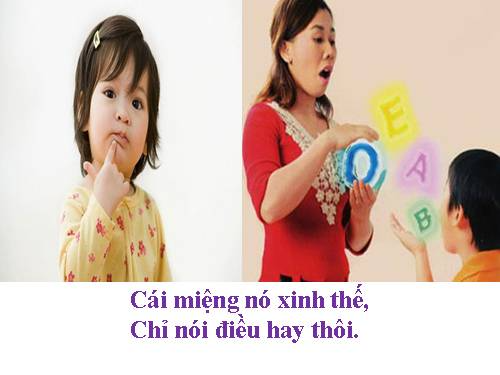 O
E
A
B
Cái miệng nó xinh thế,
Chỉ nói điều hay thôi.